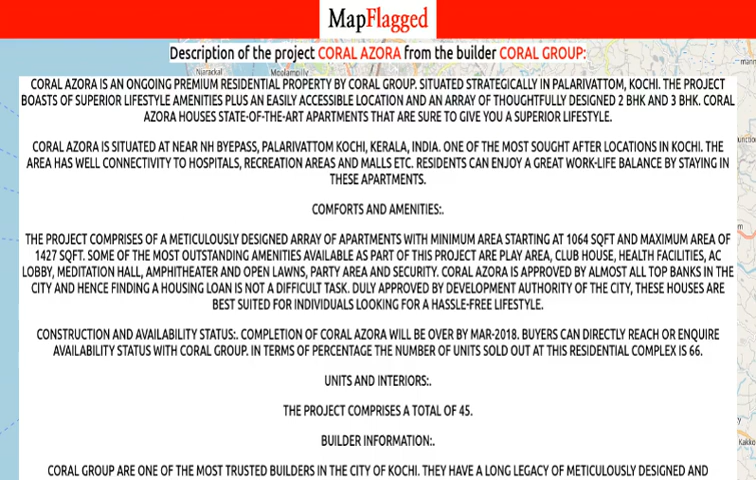 MapFlagged
Description of the project CORAL AZORA from the builder CORAL GROUP:
Niarackal
Moolampilly
CORAL AZORA IS AN ONGOING PREMIUM RESIDENTIAL PROPERTY BY CORAL GROUP. SITUATED STRATEGICALLY IN PALARIVATTOM, KOCHI. THE PROJECT
BOASTS OF SUPERIOR LIFESTYLE AMENITIES PLUS AN EASILY ACCESSIBLE LOCATION AND AN ARRAY OF THOUGHTFULLY DESIGNED 2 BHK AND 3 BHK. CORAL
AZORA HOUSES STATE-OF-THE-ART APARTMENTS THAT ARE SURE TO GIVE YOU A SUPERIOR LIFESTYLE.
CORAL AZORA IS SITUATED AT NEAR NH BYEPASS, PALARIVATTOM KOCHI, KERALA, INDIA. ONE OF THE MOST SOUGHT AFTER LOCATIONS IN KOCHI. THE
AREA HAS WELL CONNECTIVITY TO HOSPITALS, RECREATION AREAS AND MALLS ETC. RESIDENTS CAN ENJOY A GREAT WORK-LIFE BALANCE BY STAYING IN
THESE APARTMENTS.
COMFORTS AND AMENITIES:.
THE PROJECT COMPRISES OF A METICULOUSLY DESIGNED ARRAY OF APARTMENTS WITH MINIMUM AREA STARTING AT 1064 SQFT AND MAXIMUM AREA OF
1427 SQFT. SOME OF THE MOST OUTSTANDING AMENITIES AVAILABLE AS PART OF THIS PROJECT ARE PLAY AREA, CLUB HOUSE, HEALTH FACILITIES, AC
LOBBY, MEDITATION HALL, AMPHITHEATER AND OPEN LAWNS, PARTY AREA AND SECURITY. CORAL AZORA IS APPROVED BY ALMOST ALL TOP BANKS IN THE
CITY AND HENCE FINDING A HOUSING LOAN IS NOT A DIFFICULT TASK. DULY APPROVED BY DEVELOPMENT AUTHORITY OF THE CITY, THESE HOUSES ARE
BEST SUITED FOR INDIVIDUALS LOOKING FOR A HASSLE-FREE LIFESTYLE.
CONSTRUCTION AND AVAILABILITY STATUS:. COMPLETION OF CORAL AZORA WILL BE OVER BY MAR-2018. BUYERS CAN DIRECTLY REACH OR ENQUIRE
AVAILABILITY STATUS WITH CORAL GROUP. IN TERMS OF PERCENTAGE THE NUMBER OF UNITS SOLD OUT AT THIS RESIDENTIAL COMPLEX IS 66.
UNITS AND INTERIORS:.
THE PROJECT COMPRISES A TOTAL OF 45.
BUILDER INFORMATION:.
Kakko
CORAL GROUP ARE ONE OF THE MOST TRUSTED BUILDERS IN THE CITY OF KOCHI. THEY HAVE A LONG LEGACY OF METICULOUSLY DESIGNED AND